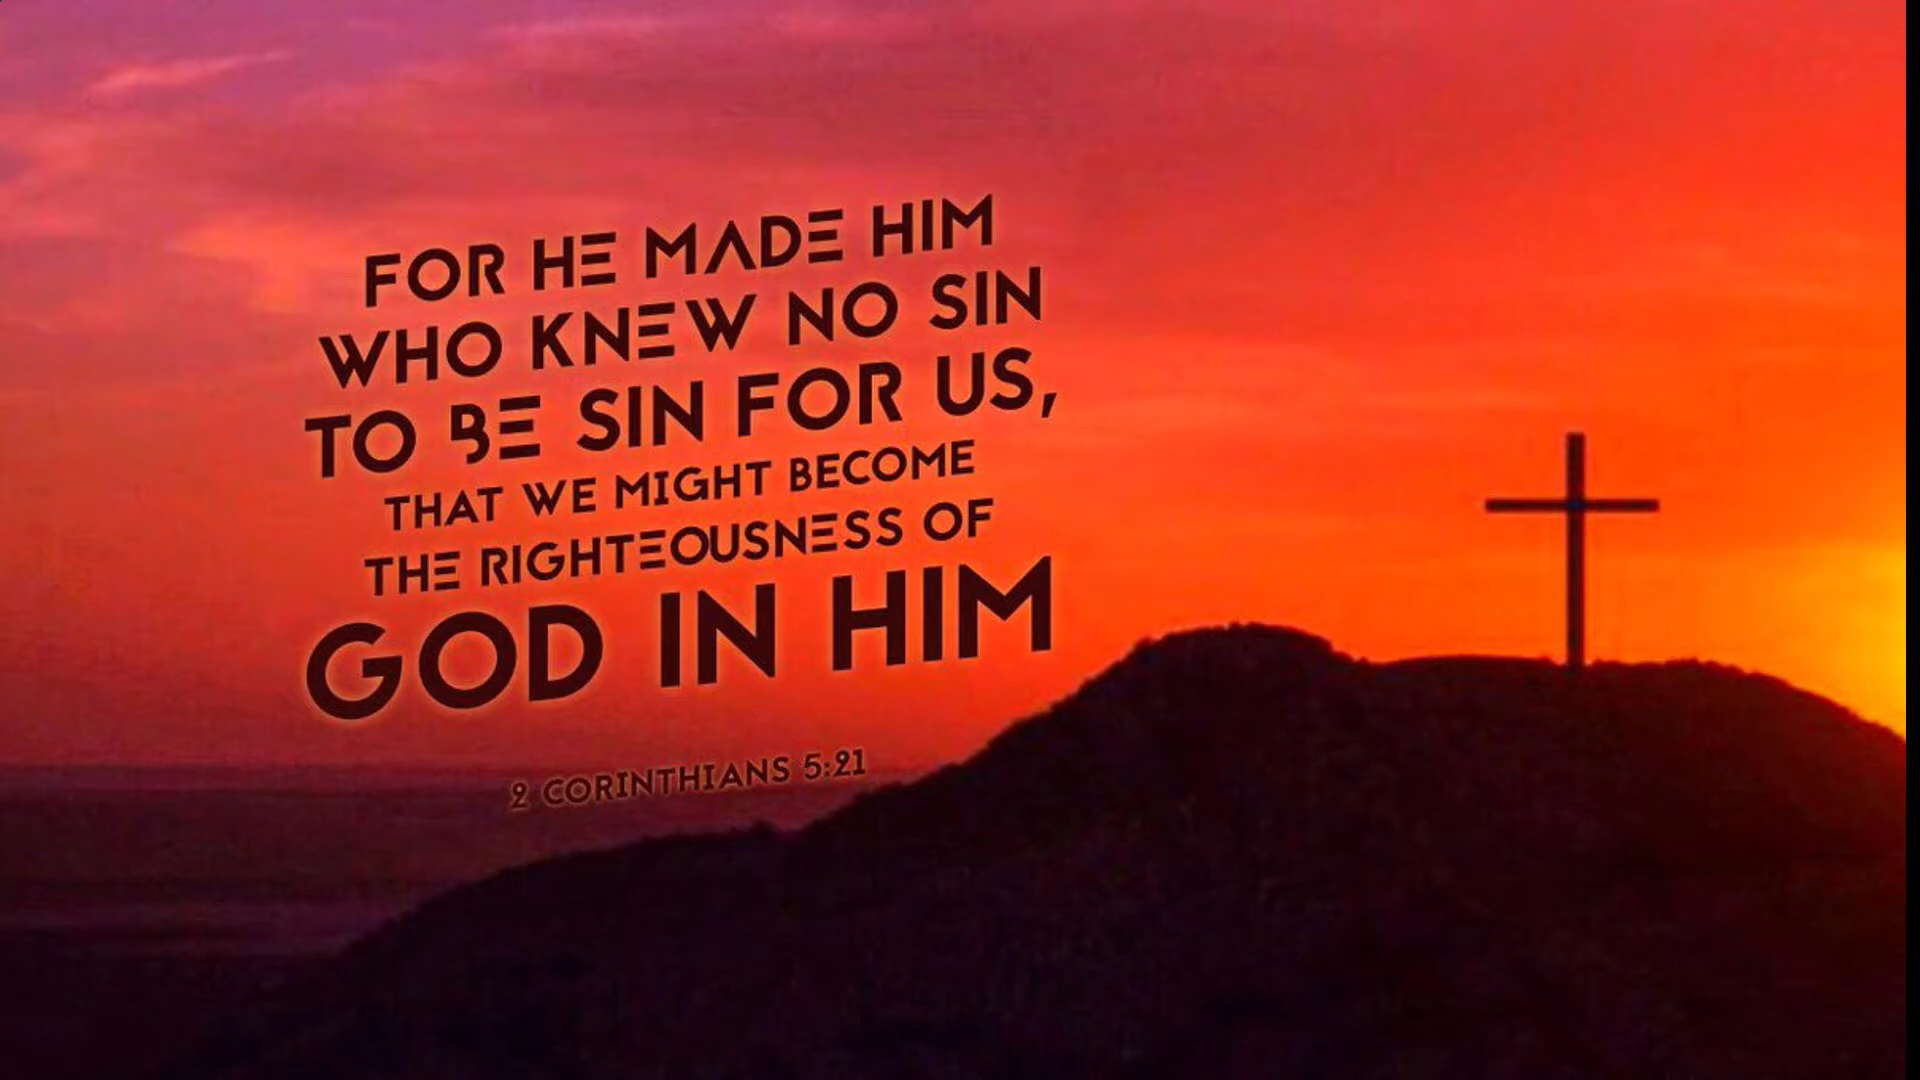 FOR HE MADE HIM
WHO KNEW NO SIN
TO BE SIN FOR US,
THAT WE MIGHT BECOME
THE RIGHTEOUSNESS OF
GOD IN HIM
2 CORINTHIANS 5:21